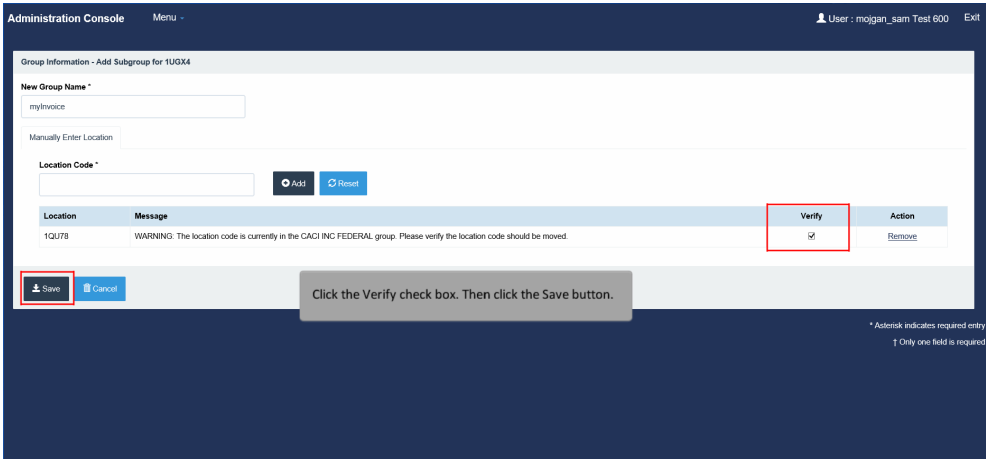 Administration Console Menu User : mojgan_sam Test 600 Exit
Group Information - Add Subgroup for 1UGX4
New Group Name *
myInvoice
Manually Enter Location
Location Code *
Add Reset
Location Message Verify Action
1QU78 WARNING: The location code is currently in the CACI INC FEDERAL group. Please verify the location code should be moved. Remove
Save Cancel
Click the Verify check box. Then click the Save button.
* Asterisk indicates required entry
† Only one field is required